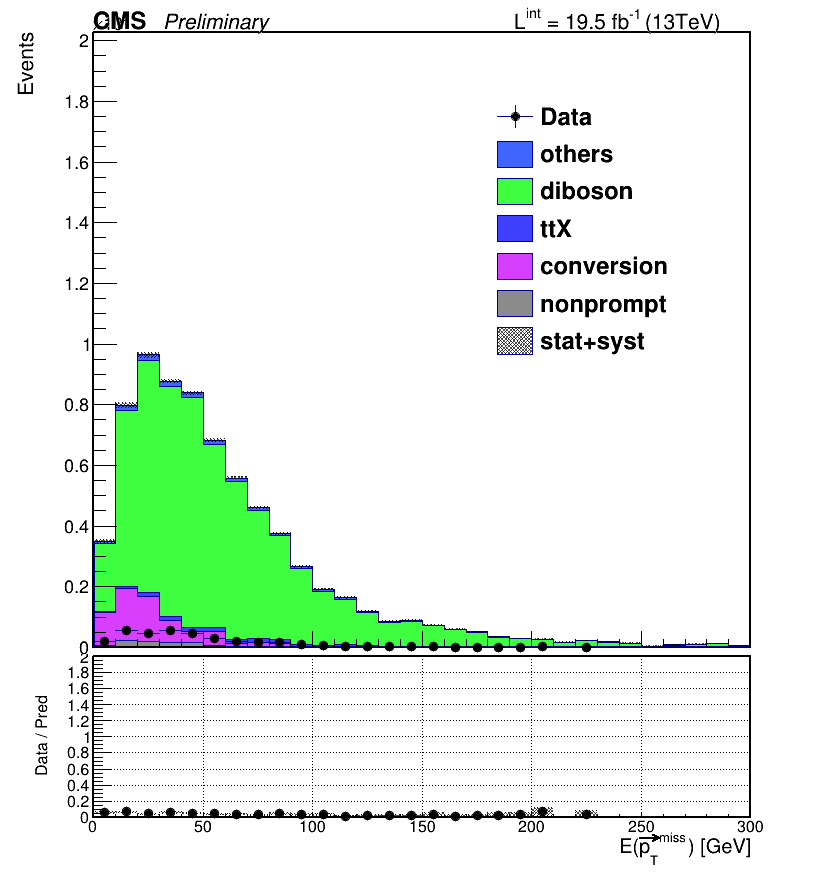 CMS Preliminary L^int = 19.5 fb^-1 (13TeV)
Events
2
1.8
1.6
1.4
1.2
1
0.8
0.6
0.4
0.2
0
Data
others
diboson
ttX
conversion
nonprompt
stat+syst
Data / Pred
2
1.8
1.6
1.4
1.2
1
0.8
0.6
0.4
0.2
0
0 50 100 150 200 250 300
E(p_T^miss) [GeV]